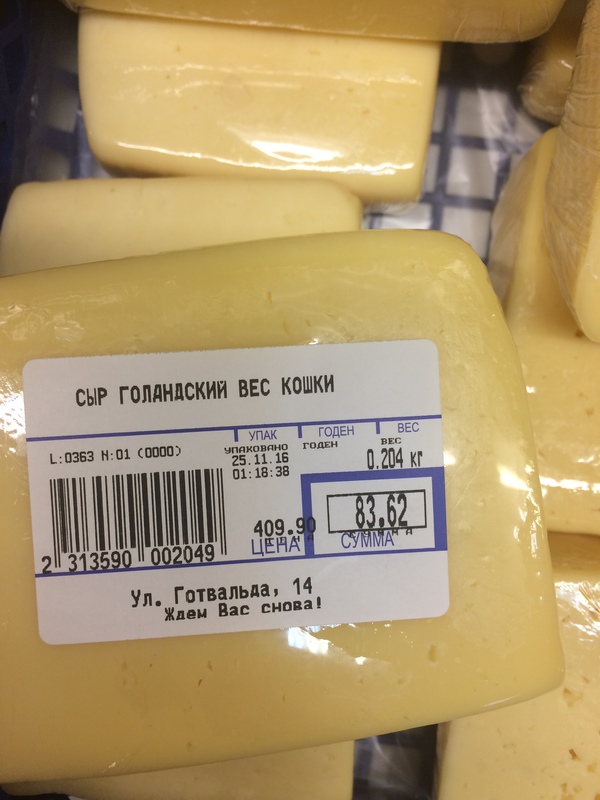 СЫР ГОЛАНДСКИЙ ВЕС КОШКИ
УПАК ГОДЕН ВЕС
L:0363 N:01 (0000)
УПАКОВАНО ГОДЕН ВЕС
25.11.16
01:18:38
0.204 кг
409.90
83.62
ЦЕНА СУММА
2 313590 002049
Ул. Готвальда, 14
Ждем Вас снова!